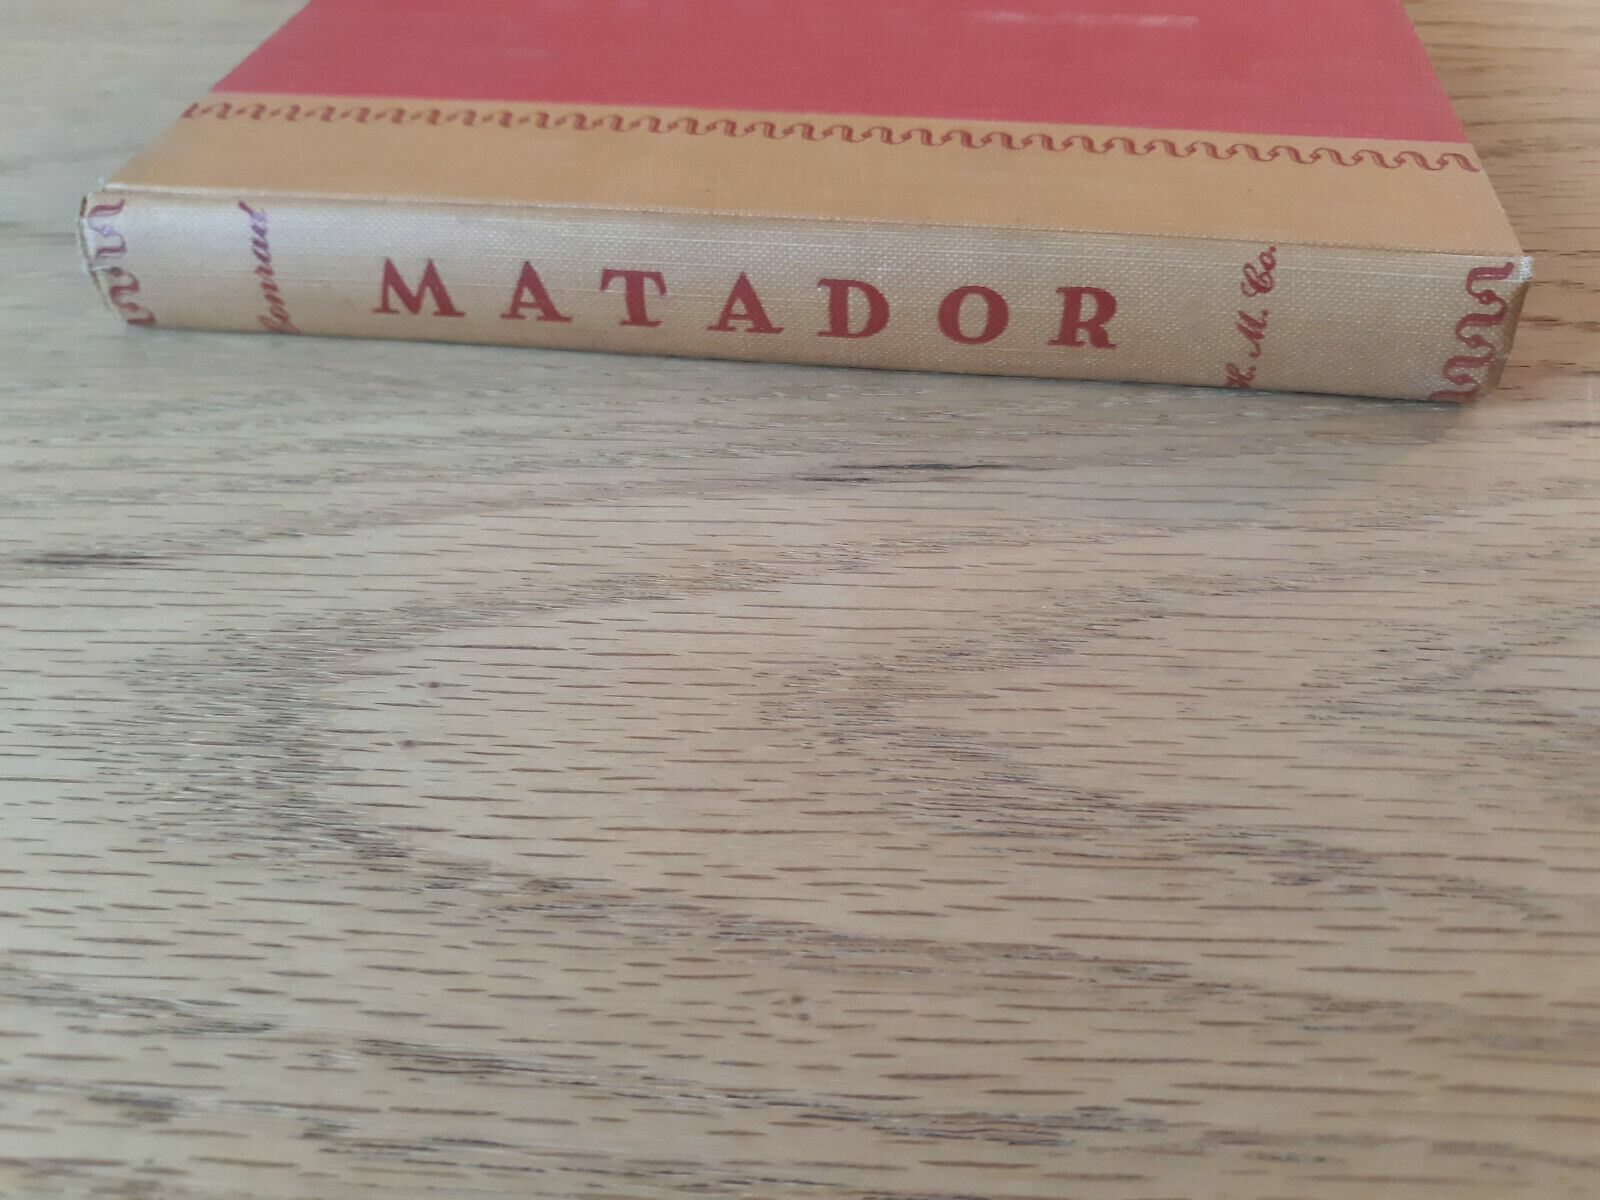 Conrad
MATADOR
H. M. Co.